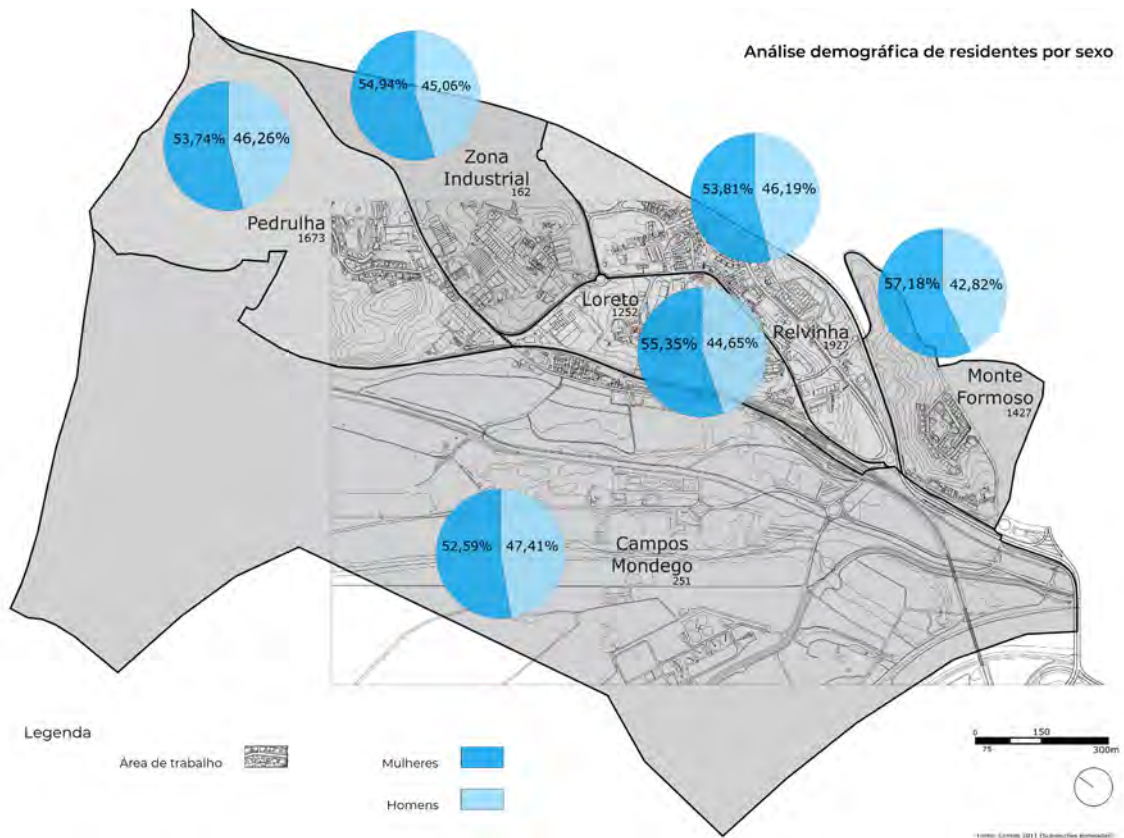 Análise demográfica de residentes por sexo
54,94% 45,06%
53,74% 46,26%
Zona
Industrial
162
53,81% 46,19%
Pedrulha
1673
57,18% 42,82%
Loreto
1252
Relvinha
1927
55,35% 44,65%
Monte
Formoso
1427
52,59% 47,41%
Campos
Mondego
251
Legenda
Área de trabalho
Mulheres
Homens
0 150
75 300m